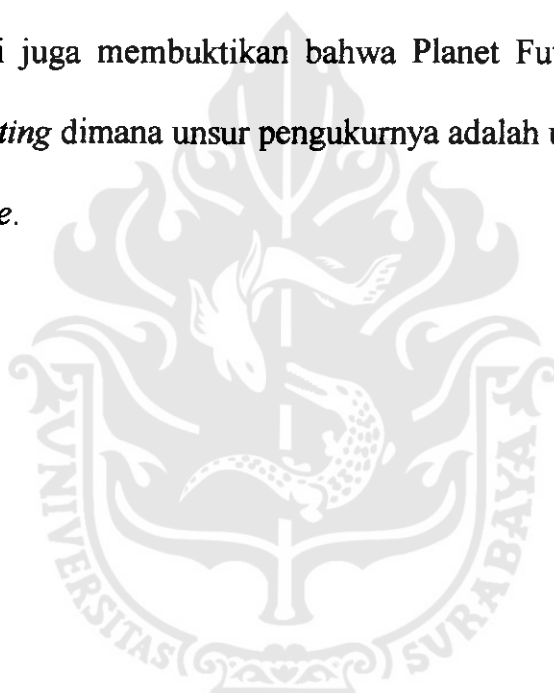 i juga membuktikan bahwa Planet Fu
ting dimana unsur pengukurnya adalah u
e.
UNIVERSITAS SURABAYA